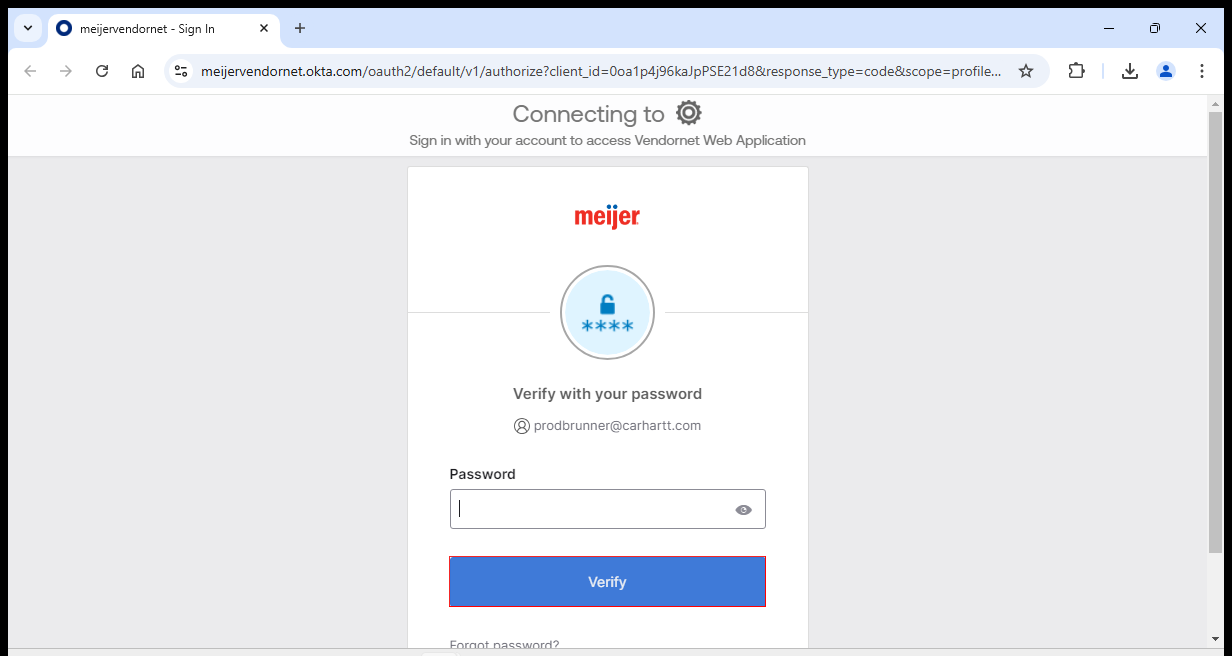 meijervendornet - Sign In
meijervendornet.okta.com/oauth2/default/v1/authorize?client_id=0oa1p4j96kaJpPSE21d8&response_type=code&scope=profile...
Connecting to
Sign in with your account to access Vendornet Web Application
meijer
****
Verify with your password
prodbrunner@carhartt.com
Password
Verify
Forgot password?